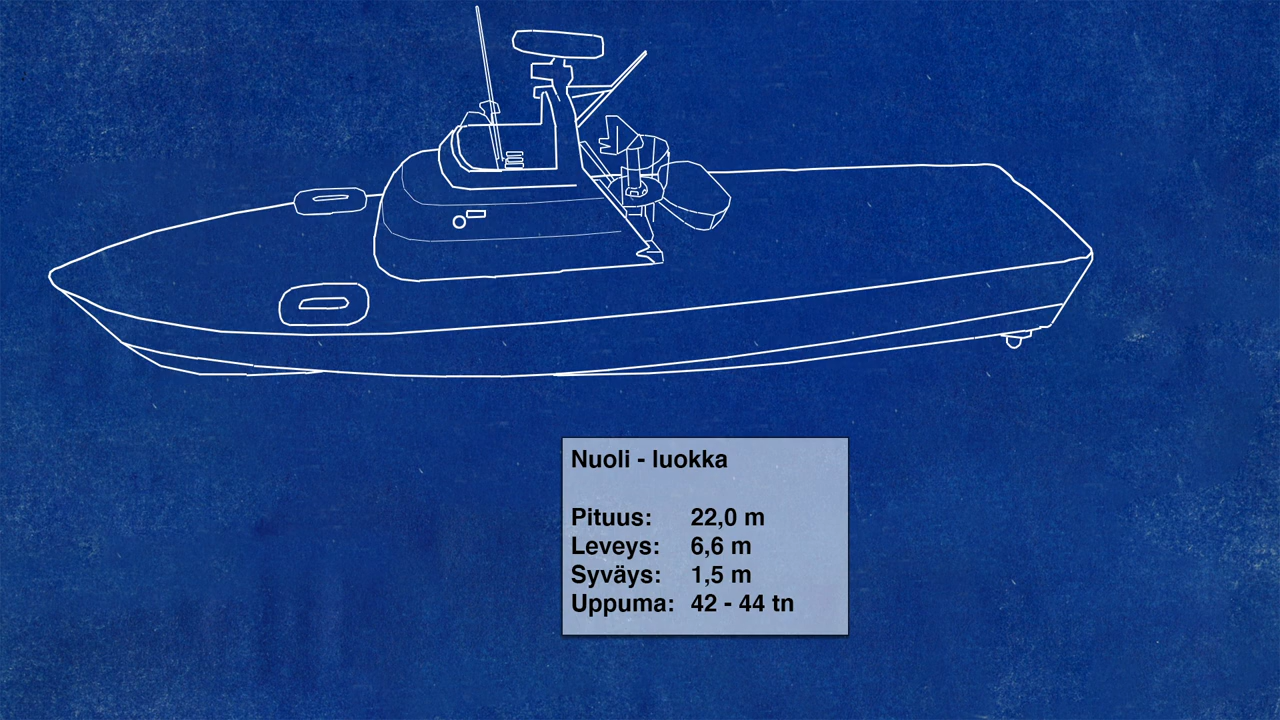 Nuoli - luokka
Pituus: 22,0 m
Leveys: 6,6 m
Syväys: 1,5 m
Uppuma: 42 - 44 tn